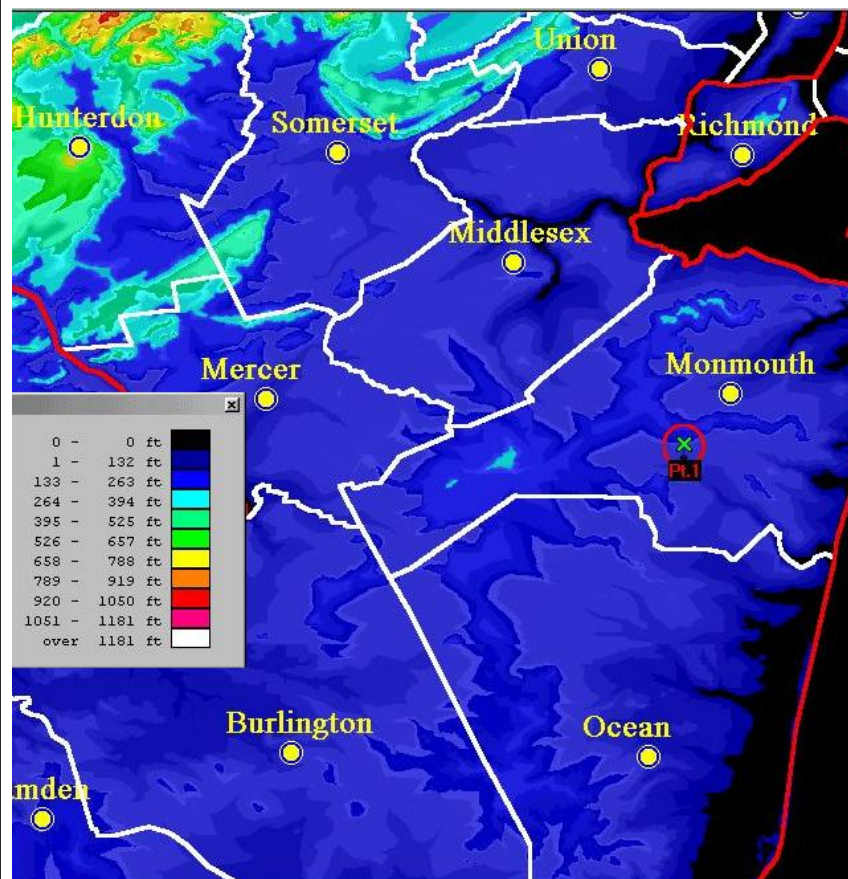 Union
Hunterdon
Somerset
Richmond
Middlesex
Mercer
Monmouth
Pt.1
x
0 - 0 ft
1 - 132 ft
133 - 263 ft
264 - 394 ft
395 - 525 ft
526 - 657 ft
658 - 788 ft
789 - 919 ft
920 - 1050 ft
1051 - 1181 ft
over 1181 ft
Burlington
Ocean
mden